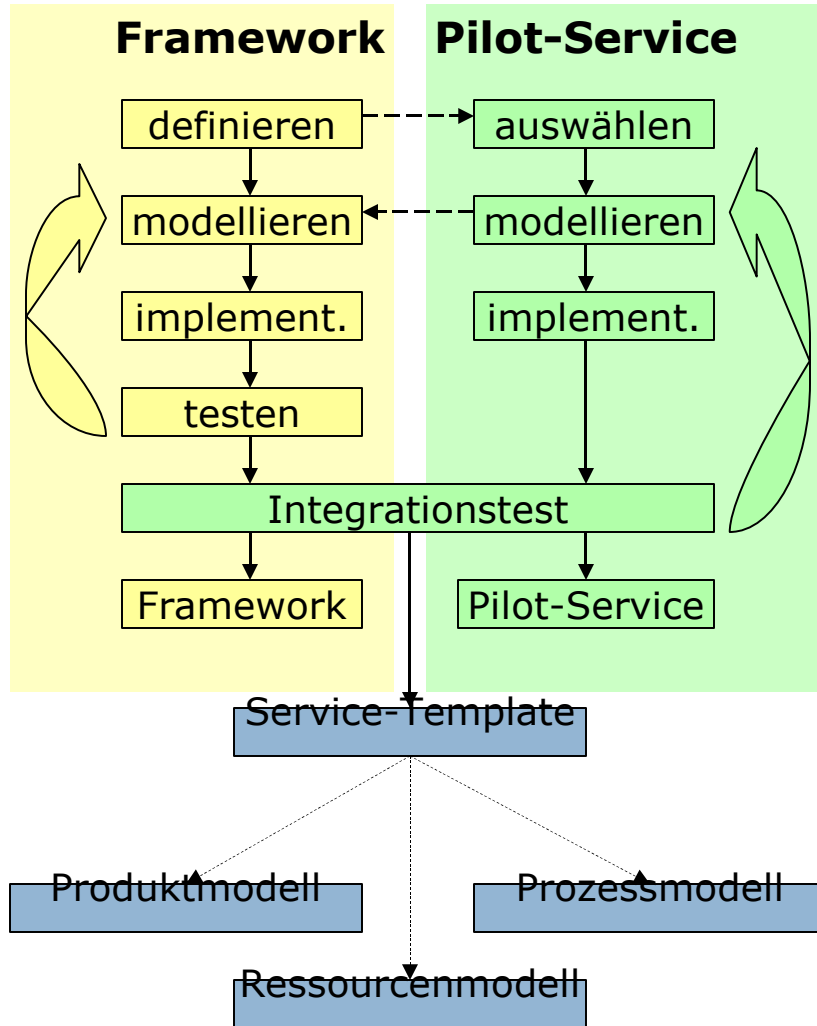 Framework Pilot-Service
definieren auswählen
modellieren modellieren
implement. implement.
testen
Integrationstest
Framework Pilot-Service
Service-Template
Produktmodell Prozessmodell
Ressourcenmodell